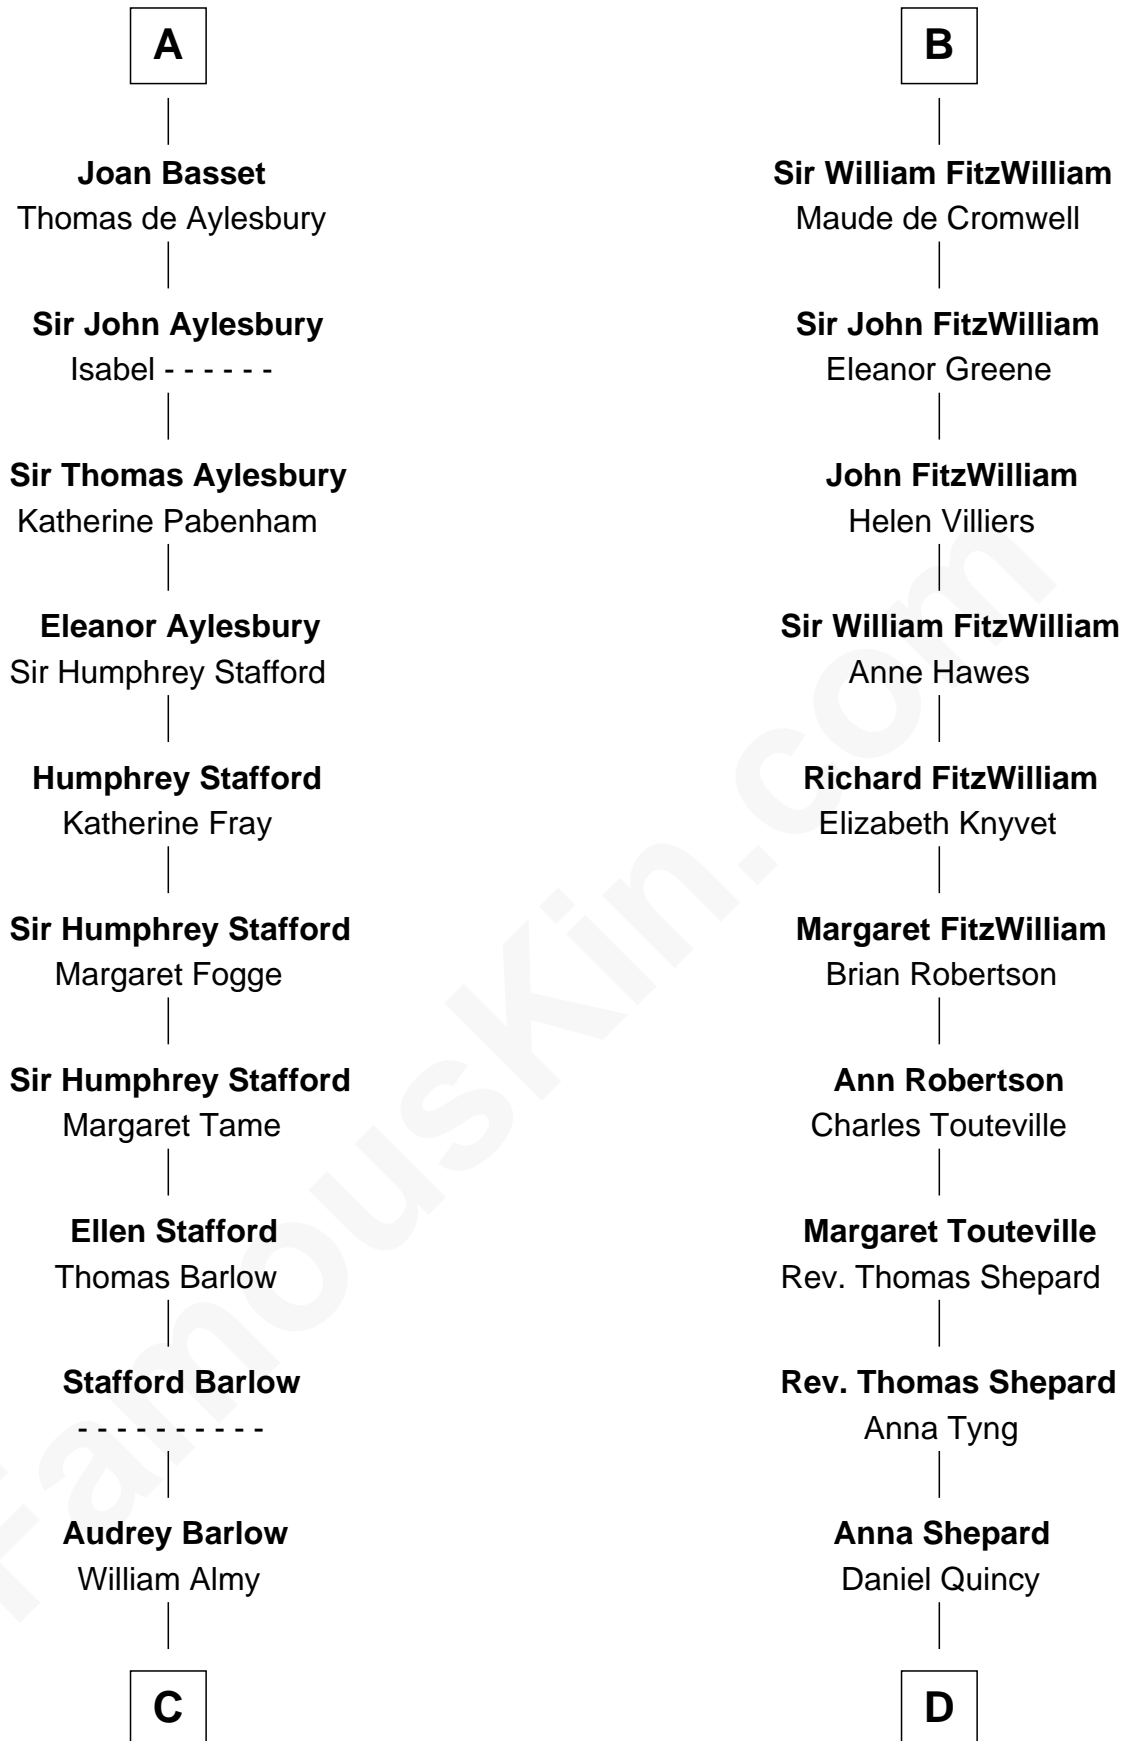 A
Joan Basset
Thomas de Aylesbury
Sir John Aylesbury
Isabel - - - - - -
Sir Thomas Aylesbury
Katherine Pabenham
Eleanor Aylesbury
Sir Humphrey Stafford
Humphrey Stafford
Katherine Fray
Sir Humphrey Stafford
Margaret Fogge
Sir Humphrey Stafford
Margaret Tame
Ellen Stafford
Thomas Barlow
Stafford Barlow
- - - - - - - - - -
Audrey Barlow
William Almy
C
B
Sir William FitzWilliam
Maude de Cromwell
Sir John FitzWilliam
Eleanor Greene
John FitzWilliam
Helen Villiers
Sir William FitzWilliam
Anne Hawes
Richard FitzWilliam
Elizabeth Knyvet
Margaret FitzWilliam
Brian Robertson
Ann Robertson
Charles Touteville
Margaret Touteville
Rev. Thomas Shepard
Rev. Thomas Shepard
Anna Tyng
Anna Shepard
Daniel Quincy
D
FamousKin.com